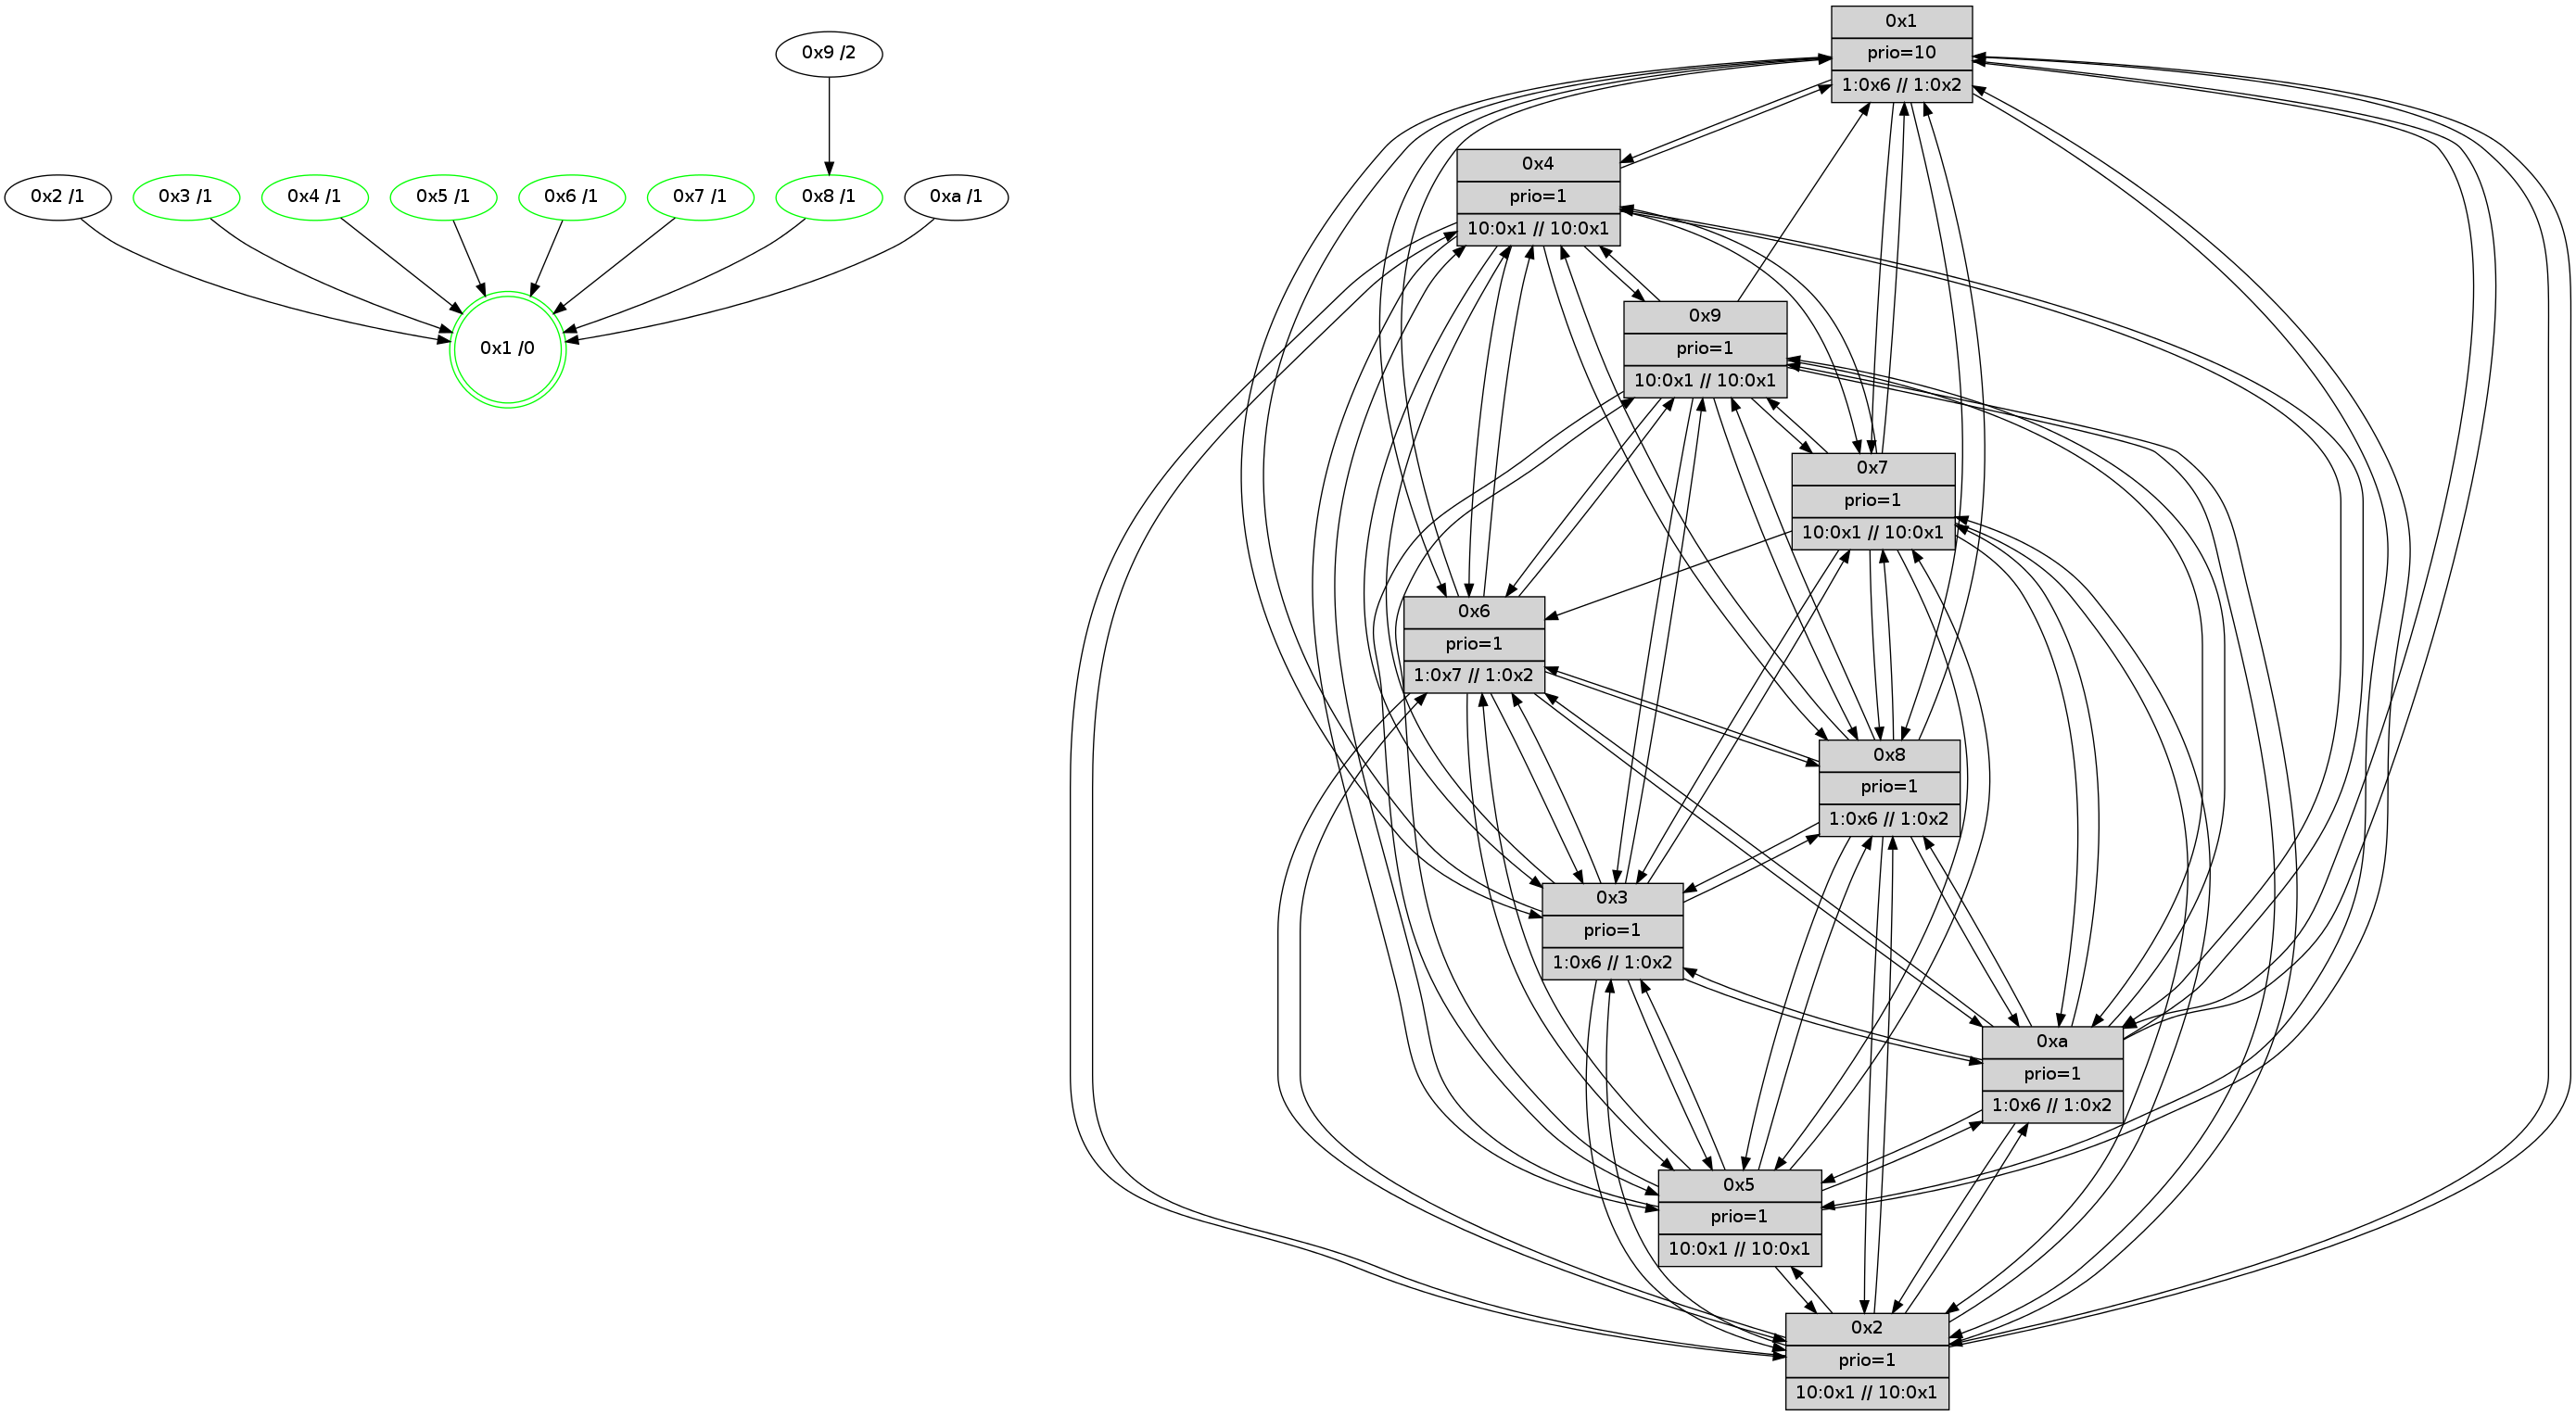 0x9 /2
0x2 /1
0x3 /1
0x4 /1
0x5 /1
0x6 /1
0x7 /1
0x8 /1
0xa /1
0x1 /0
0x1
prio=10
1:0x6 // 1:0x2
0x4
prio=1
10:0x1 // 10:0x1
0x9
prio=1
10:0x1 // 10:0x1
0x7
prio=1
10:0x1 // 10:0x1
0x6
prio=1
1:0x7 // 1:0x2
0x8
prio=1
1:0x6 // 1:0x2
0x3
prio=1
1:0x6 // 1:0x2
0xa
prio=1
1:0x6 // 1:0x2
0x5
prio=1
10:0x1 // 10:0x1
0x2
prio=1
10:0x1 // 10:0x1